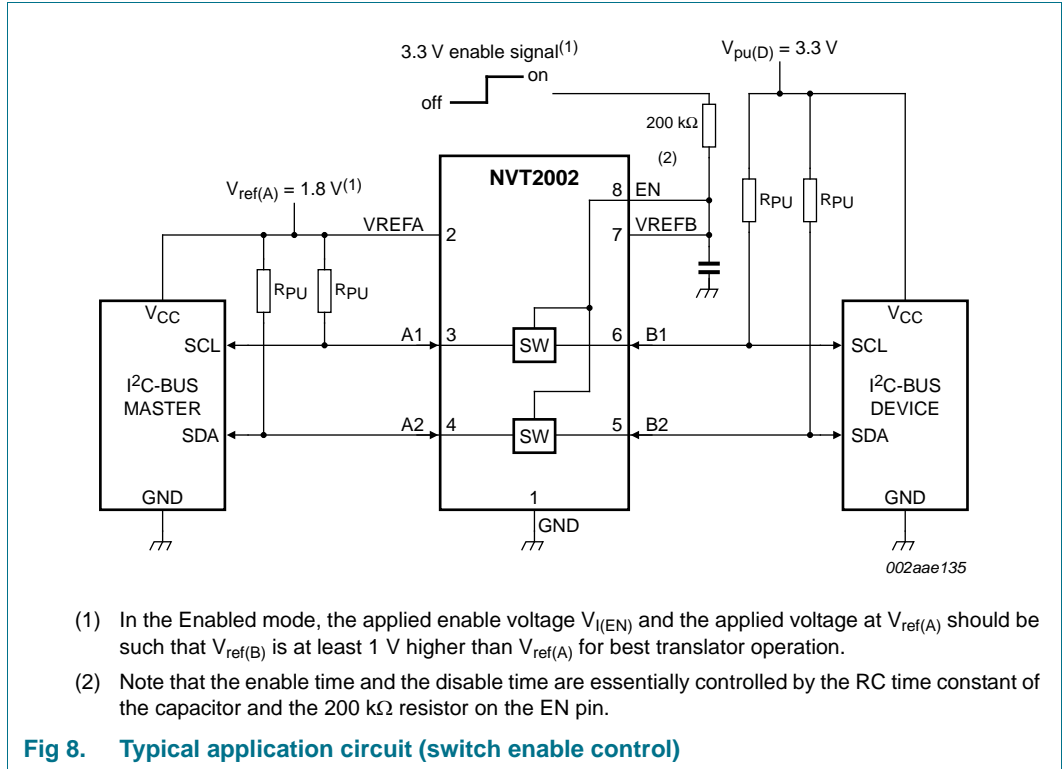 3.3 V enable signal(1)
on
off
Vpu(D) = 3.3 V
200 kΩ
(2)
NVT2002
Vref(A) = 1.8 V(1)
8 EN
RPU RPU
VREFA 2
7 VREFB
RPU RPU
VCC
VCC
SCL
A1 3
SW
6 B1
SCL
I2C-BUS
MASTER
I2C-BUS
DEVICE
SDA
A2 4
SW
5 B2
SDA
GND
1
GND
GND
002aae135
(1) In the Enabled mode, the applied enable voltage VI(EN) and the applied voltage at Vref(A) should be
such that Vref(B) is at least 1 V higher than Vref(A) for best translator operation.
(2) Note that the enable time and the disable time are essentially controlled by the RC time constant of
the capacitor and the 200 kΩ resistor on the EN pin.
Fig 8. Typical application circuit (switch enable control)